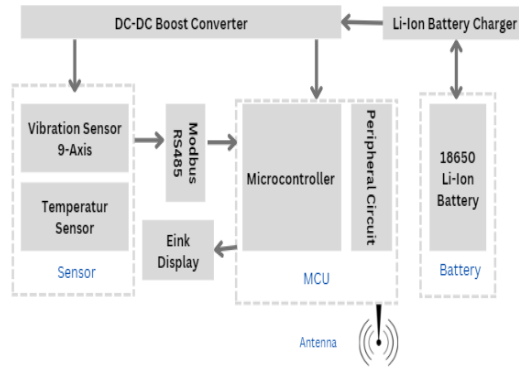 DC-DC Boost Converter
Li-Ion Battery Charger
Vibration Sensor
9-Axis
Temperatur
Sensor
Sensor
Modbus
RS485
Eink
Display
Microcontroller
Peripheral Circuit
MCU
18650
Li-Ion
Battery
Battery
Antenna